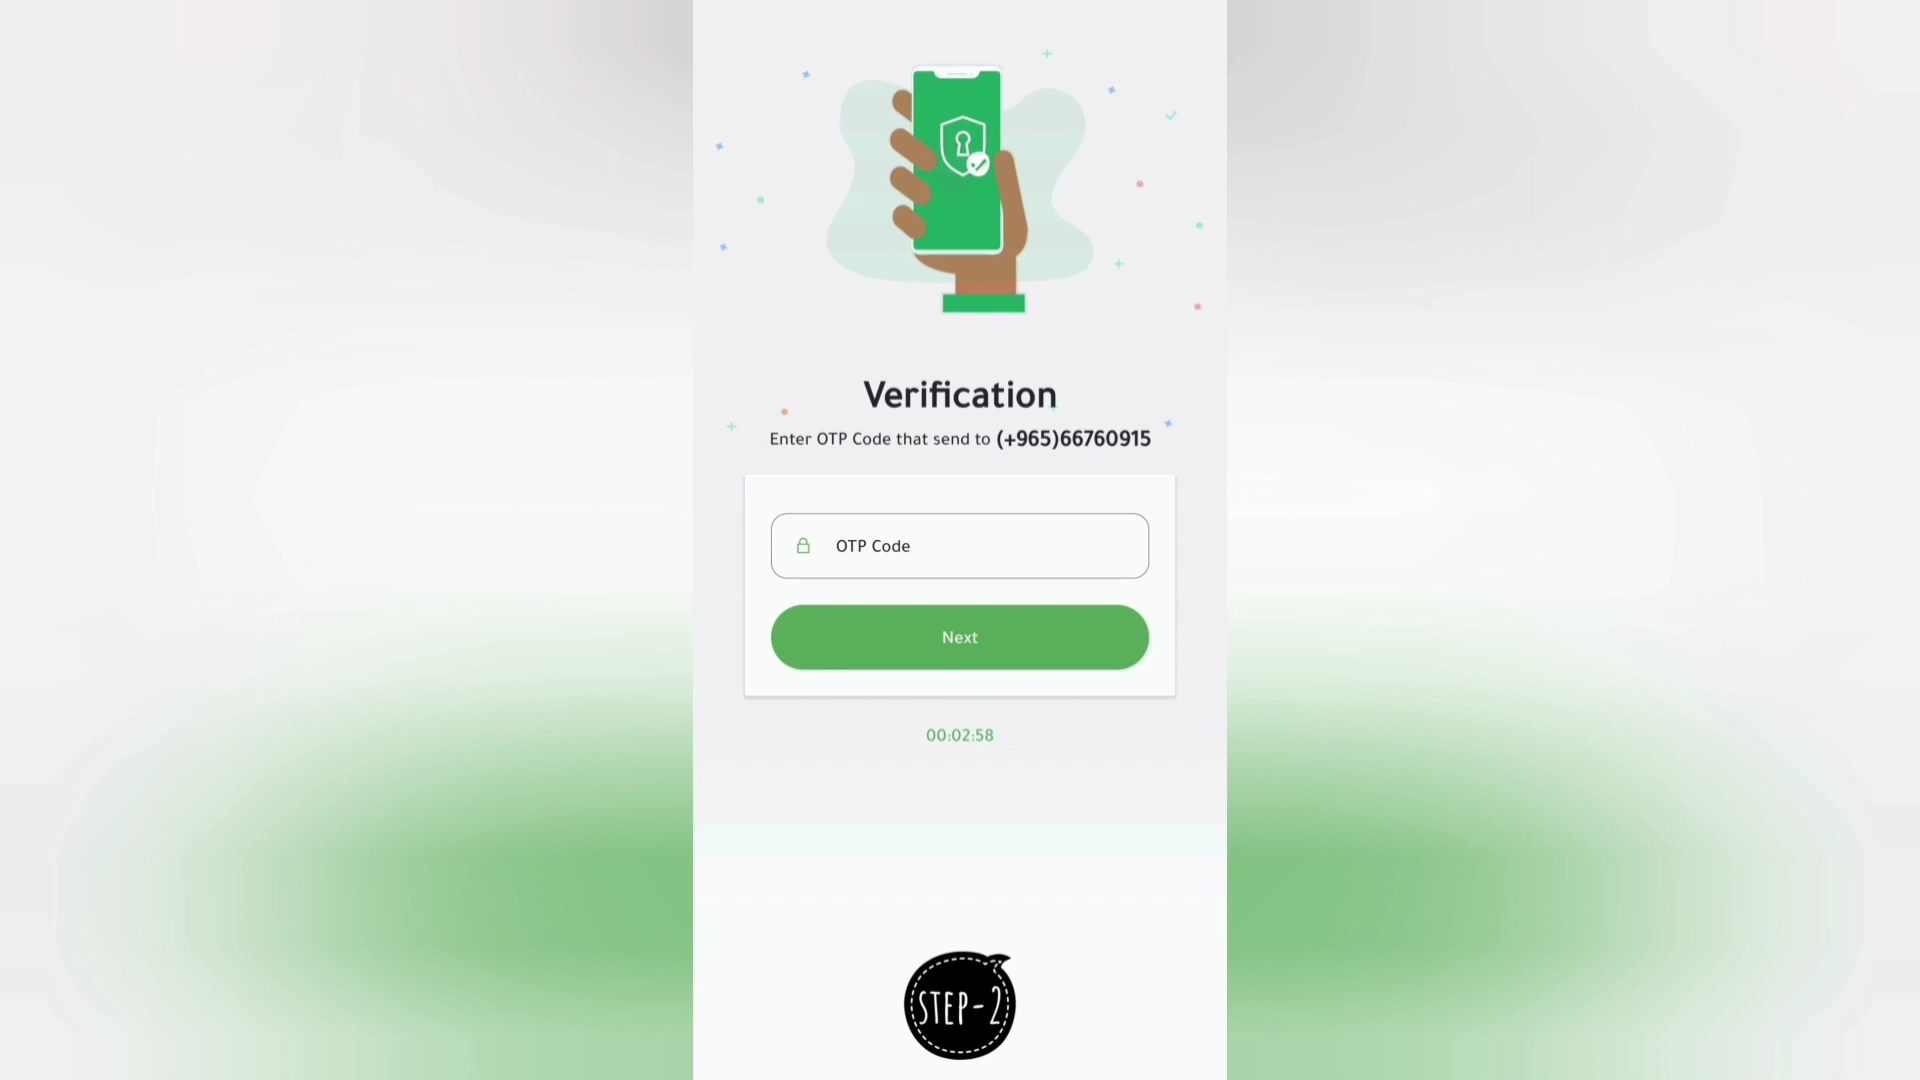 Verification
Enter OTP Code that send to (+965)66760915
OTP Code
Next
00:02:58
STEP-2